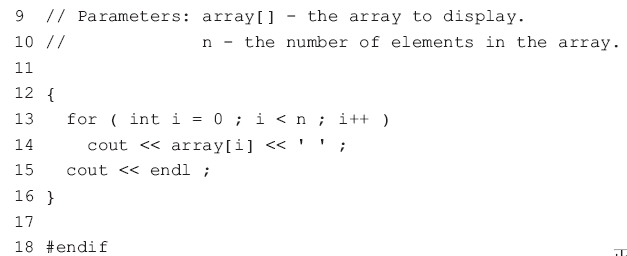 9 // Parameters: array[] - the array to display.
10 //             n - the number of elements in the array.
11
12 {
13   for ( int i = 0 ; i < n ; i++ )
14     cout << array[i] << ' ' ;
15   cout << endl ;
16 }
17
18 #endif